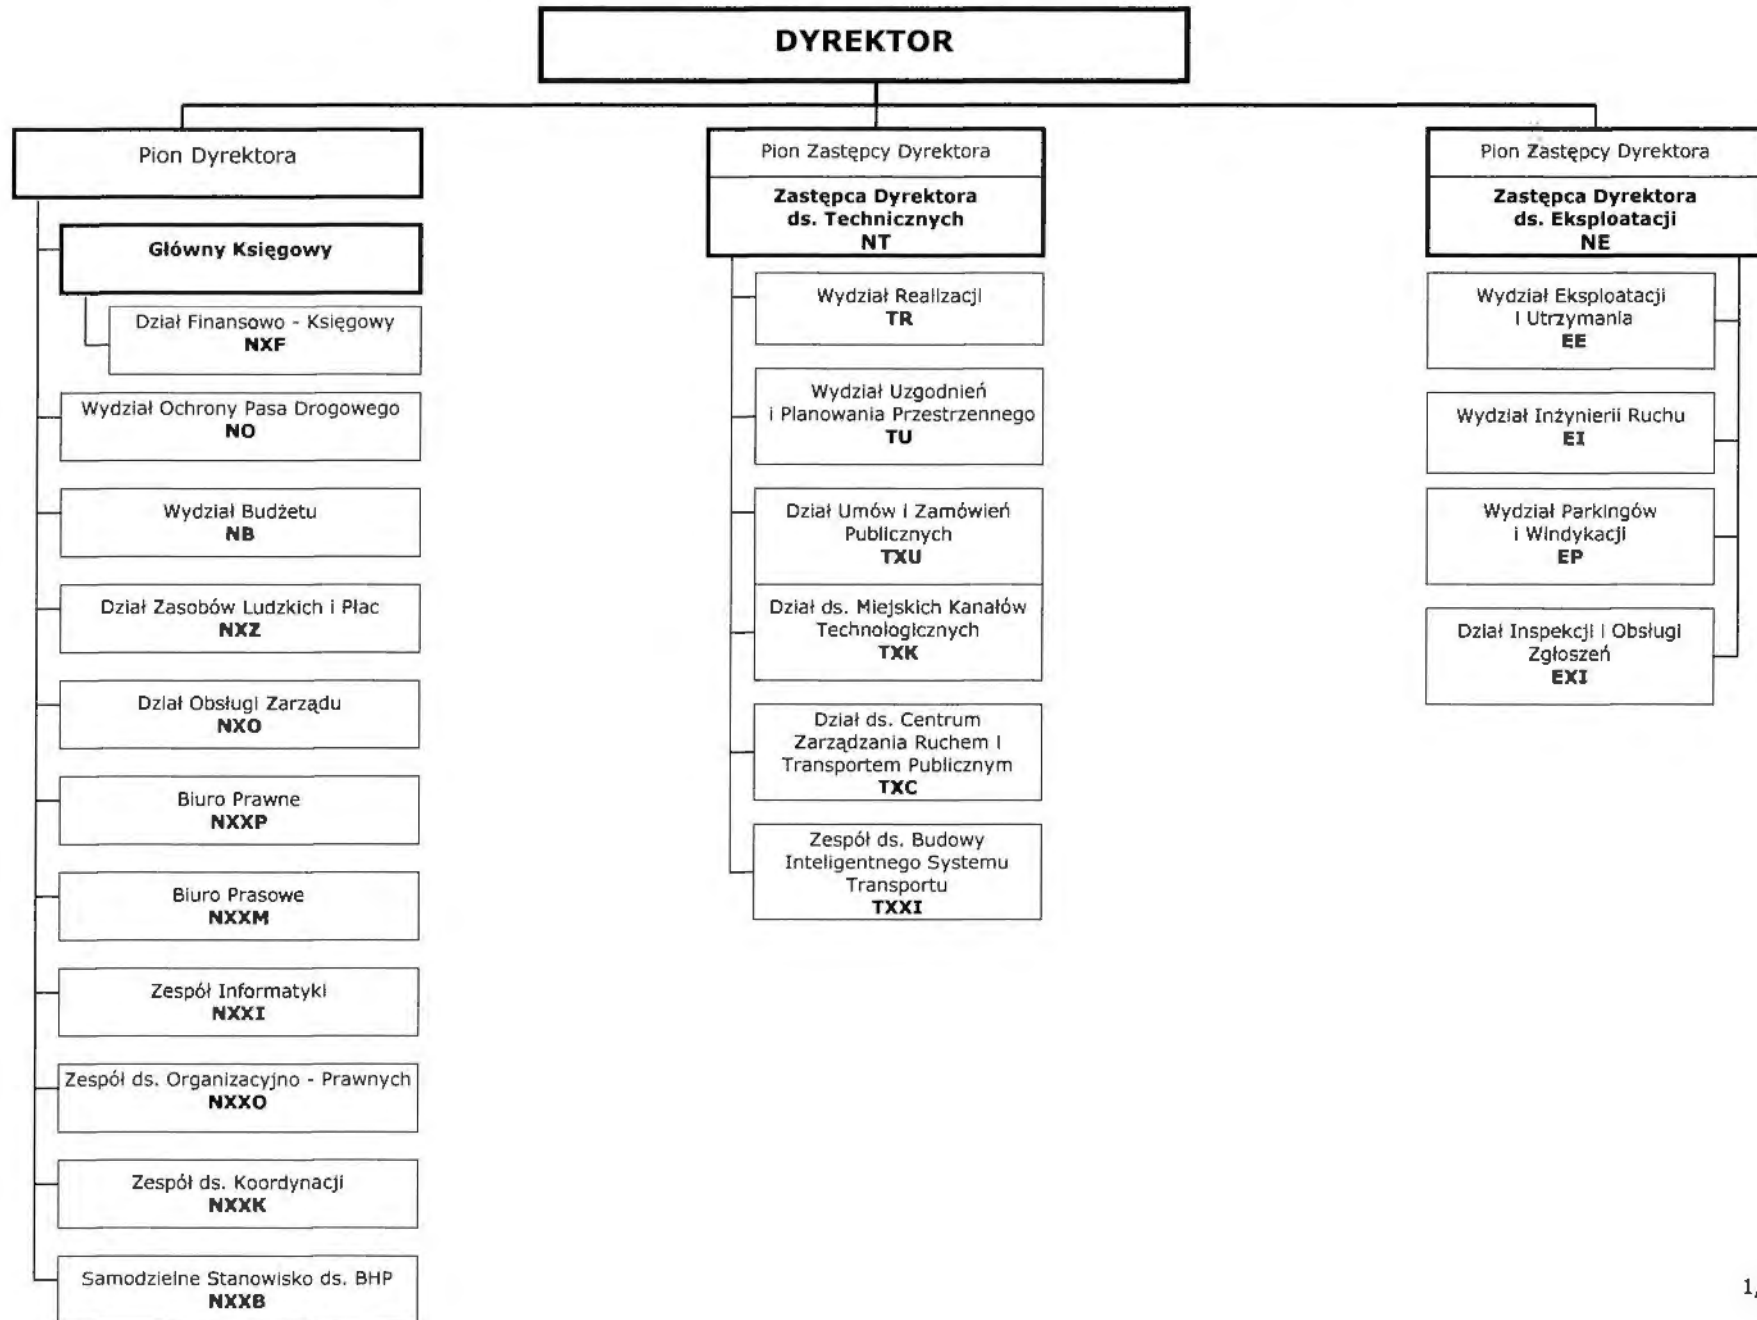 DYREKTOR
Pion Dyrektora
Główny Księgowy
Dział Finansowo - Księgowy
NXF
Wydział Ochrony Pasa Drogowego
NO
Wydział Budżetu
NB
Dział Zasobów Ludzkich i Płac
NXZ
Dział Obsługi Zarządu
NXO
Biuro Prawne
NXXP
Biuro Prasowe
NXXM
Zespół Informatyki
NXXI
Zespół ds. Organizacyjno - Prawnych
NXXO
Zespół ds. Koordynacji
NXXK
Samodzielne Stanowisko ds. BHP
NXXB
Pion Zastępcy Dyrektora
Zastępca Dyrektora
ds. Technicznych
NT
Wydział Realizacji
TR
Wydział Uzgodnień
i Planowania Przestrzennego
TU
Dział Umów i Zamówień
Publicznych
TXU
Dział ds. Miejskich Kanałów
Technologicznych
TXK
Dział ds. Centrum
Zarządzania Ruchem i
Transportem Publicznym
TXC
Zespół ds. Budowy
Inteligentnego Systemu
Transportu
TXXI
Pion Zastępcy Dyrektora
Zastępca Dyrektora
ds. Eksploatacji
NE
Wydział Eksploatacji
i Utrzymania
EE
Wydział Inżynierii Ruchu
EI
Wydział Parkingów
i Windykacji
EP
Dział Inspekcji i Obsługi
Zgłoszeń
EXI
1,